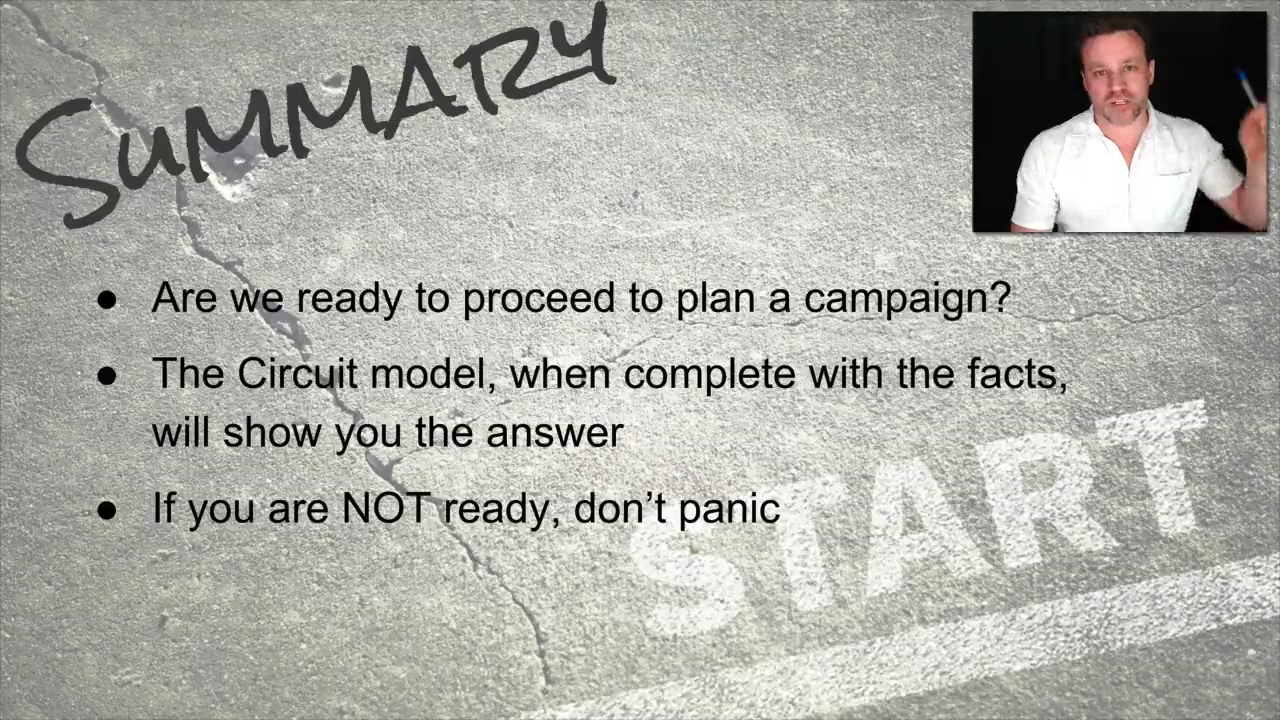 SUMMARY
● Are we ready to proceed to plan a campaign?
● The Circuit model, when complete with the facts,
will show you the answer
● If you are NOT ready, don’t panic
START